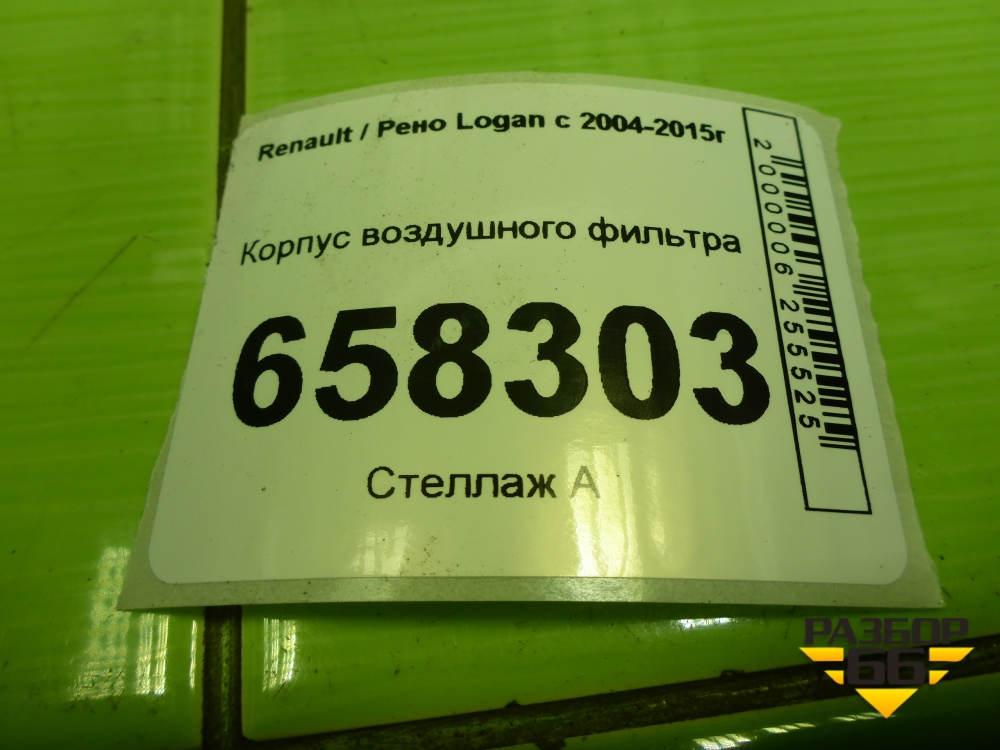 Renault / Рено Logan с 2004-2015г
Корпус воздушного фильтра
658303
Стеллаж А
2000006255525
РАЗБОР
66